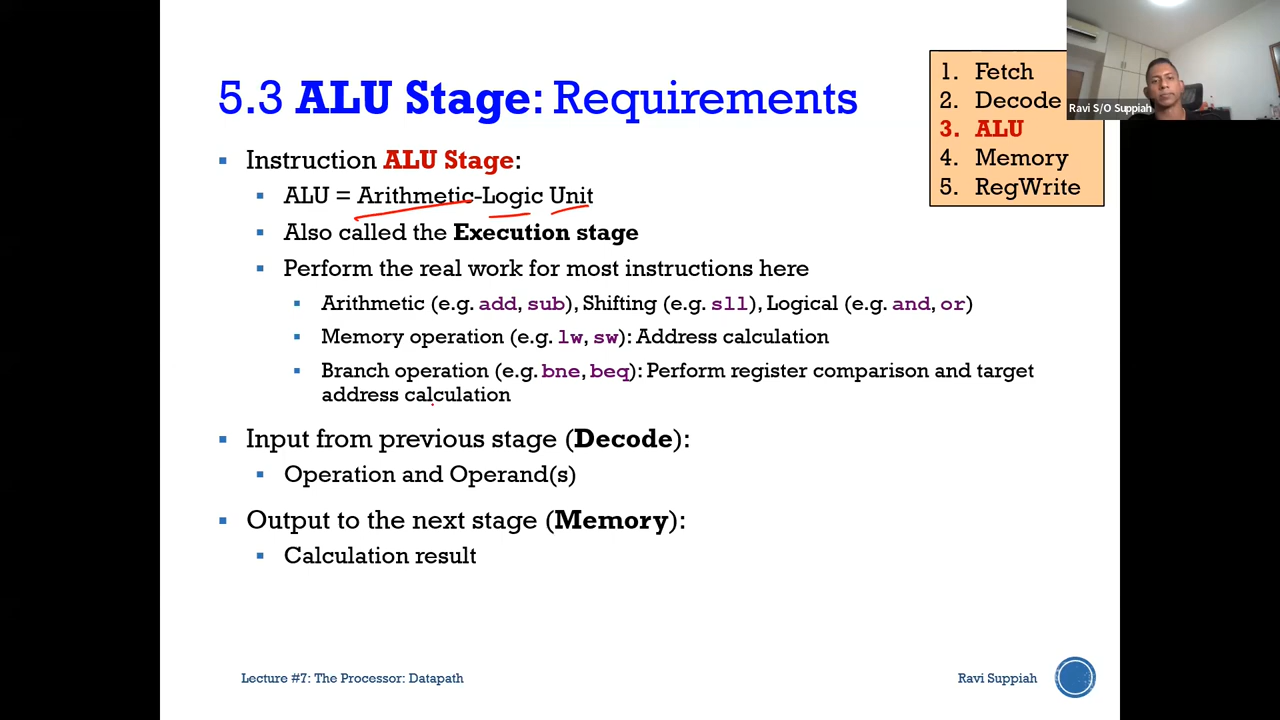 5.3 ALU Stage: Requirements
1. Fetch
2. Decode
3. ALU
4. Memory
5. RegWrite
Ravi S/O Suppiah
Instruction ALU Stage:
ALU = Arithmetic-Logic Unit
Also called the Execution stage
Perform the real work for most instructions here
Arithmetic (e.g. add, sub), Shifting (e.g. sll), Logical (e.g. and, or)
Memory operation (e.g. lw, sw): Address calculation
Branch operation (e.g. bne, beq): Perform register comparison and target
address calculation
Input from previous stage (Decode):
Operation and Operand(s)
Output to the next stage (Memory):
Calculation result
Lecture #7: The Processor: Datapath
Ravi Suppiah